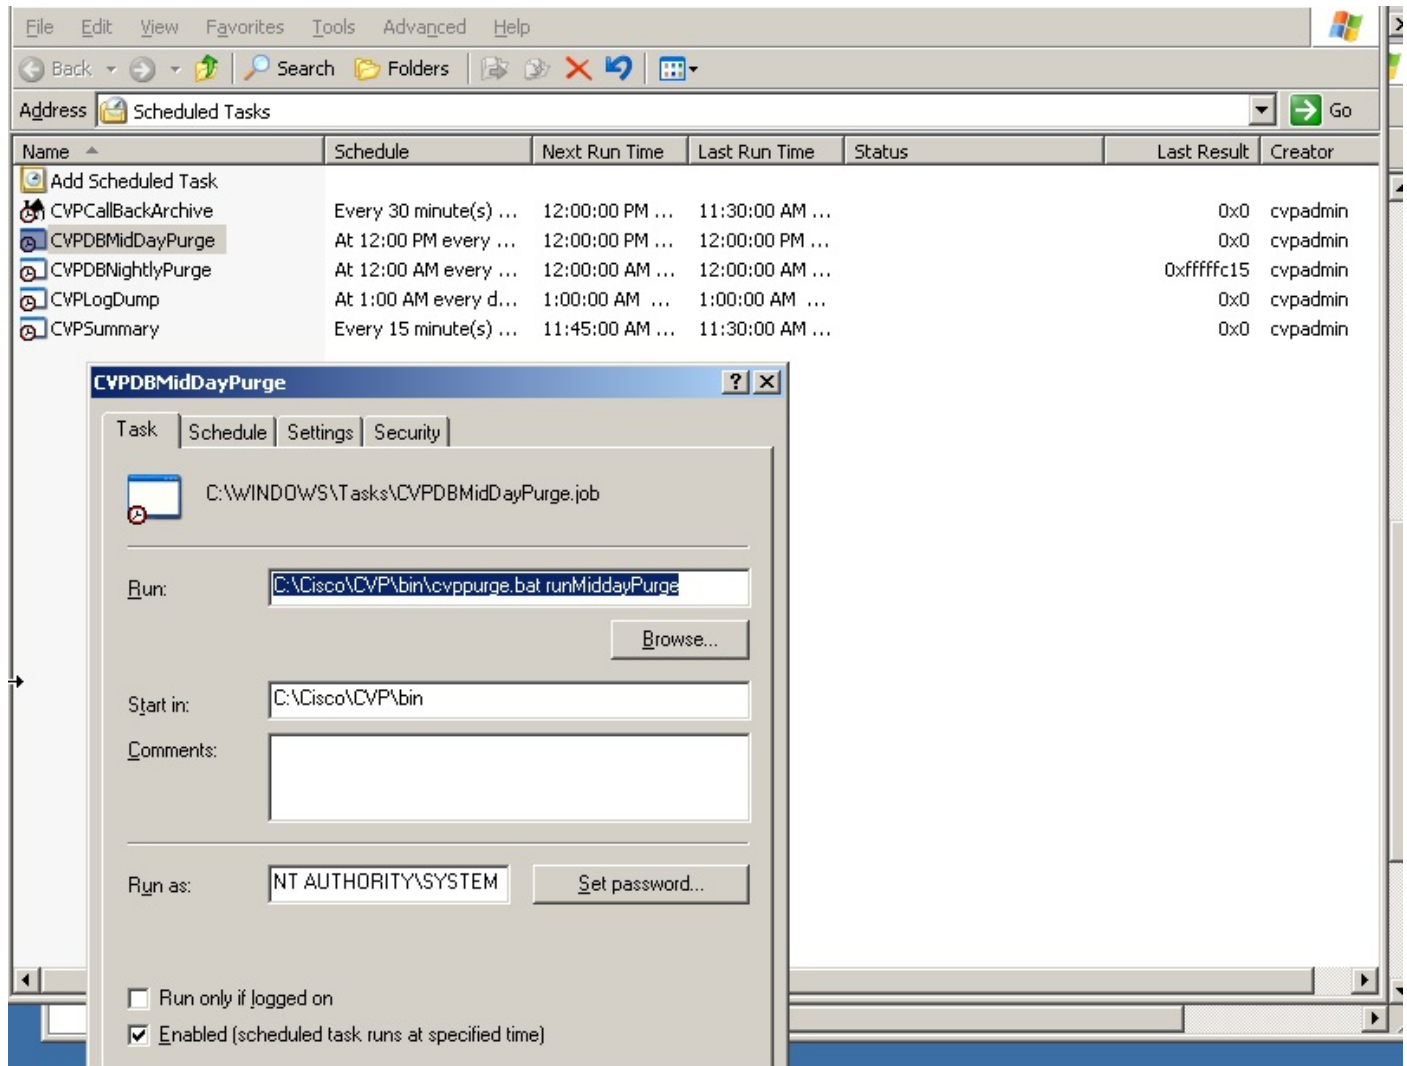 File Edit View Favorites Tools Advanced Help
Back Search Folders
Address Scheduled Tasks Go
Name Schedule Next Run Time Last Run Time Status Last Result Creator
Add Scheduled Task
CVPCallBackArchive Every 30 minute(s) ... 12:00:00 PM ... 11:30:00 AM ... 0x0 cvpadmin
CVPDBMidDayPurge At 12:00 PM every ... 12:00:00 PM ... 12:00:00 PM ... 0x0 cvpadmin
CVPDBNightlyPurge At 12:00 AM every ... 12:00:00 AM ... 12:00:00 AM ... 0xfffffc15 cvpadmin
CVPLogDump At 1:00 AM every d... 1:00:00 AM ... 1:00:00 AM ... 0x0 cvpadmin
CVPSummary Every 15 minute(s) ... 11:45:00 AM ... 11:30:00 AM ... 0x0 cvpadmin
CVPDBMidDayPurge
Task Schedule Settings Security
C:\WINDOWS\Tasks\CVPDBMidDayPurge.job
Run: C:\Cisco\CVP\bin\cvppurge.bat runMiddayPurge
Browse...
Start in: C:\Cisco\CVP\bin
Comments:
Run as: NT AUTHORITY\SYSTEM Set password...
Run only if logged on
Enabled (scheduled task runs at specified time)